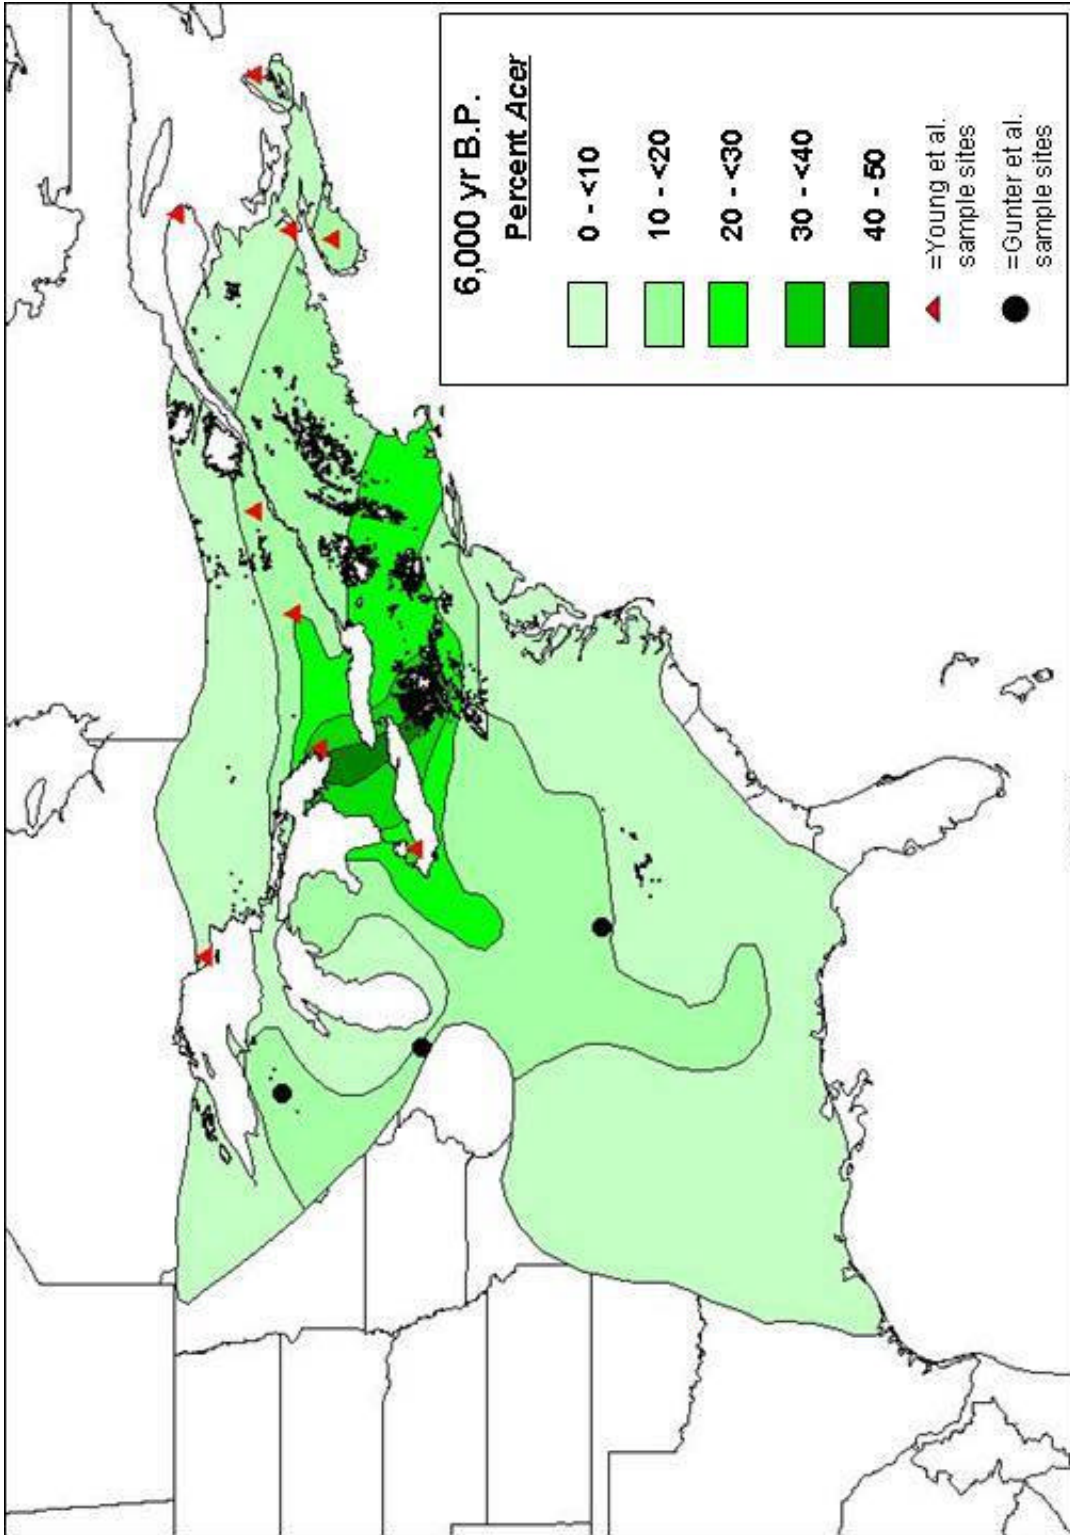 6,000 yr B.P.
Percent Acer
0 - <10
10 - <20
20 - <30
30 - <40
40 - 50
=Young et al.
sample sites
=Gunter et al.
sample sites